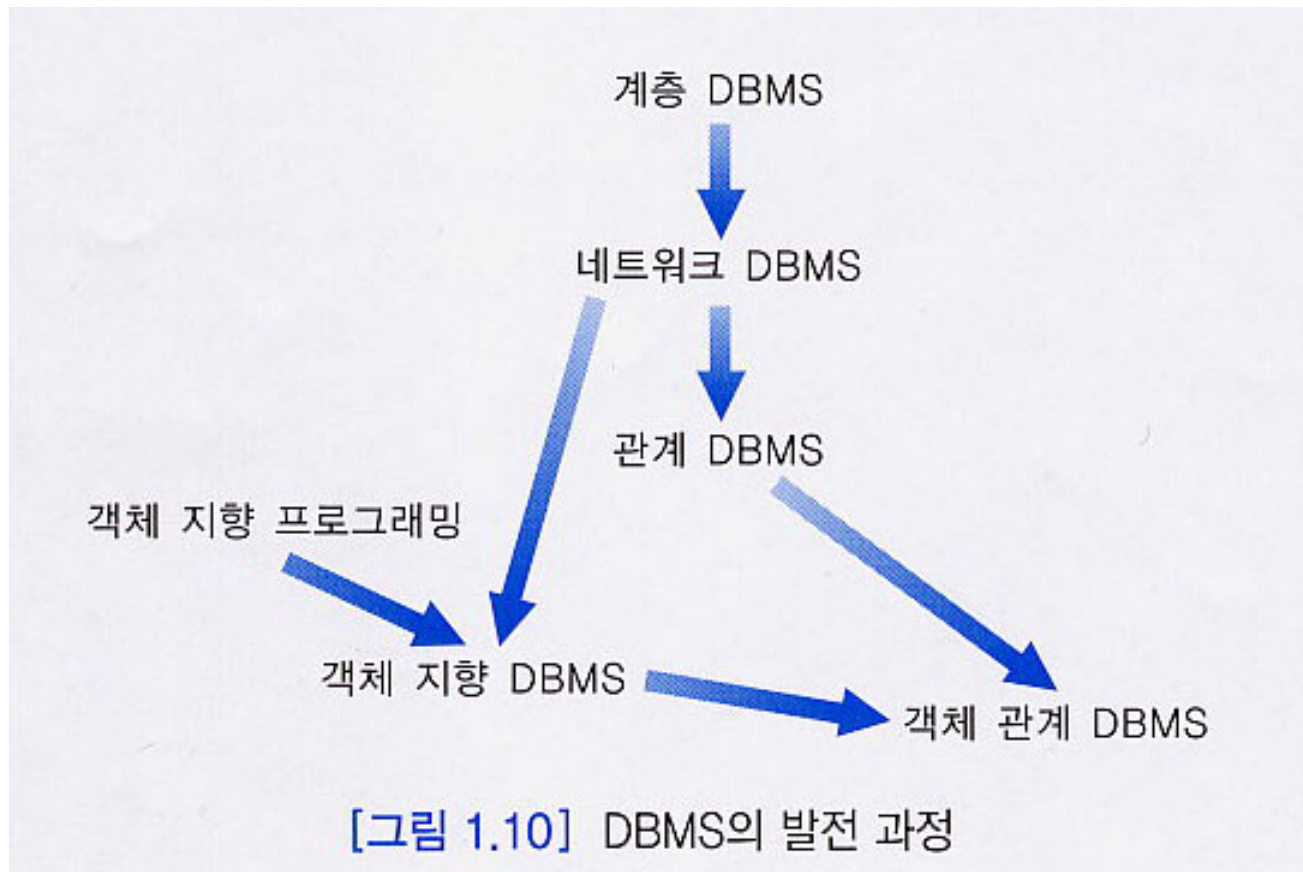 계층 DBMS
네트워크 DBMS
관계 DBMS
객체 지향 프로그래밍
객체 지향 DBMS
객체 관계 DBMS
[그림 1.10] DBMS의 발전 과정